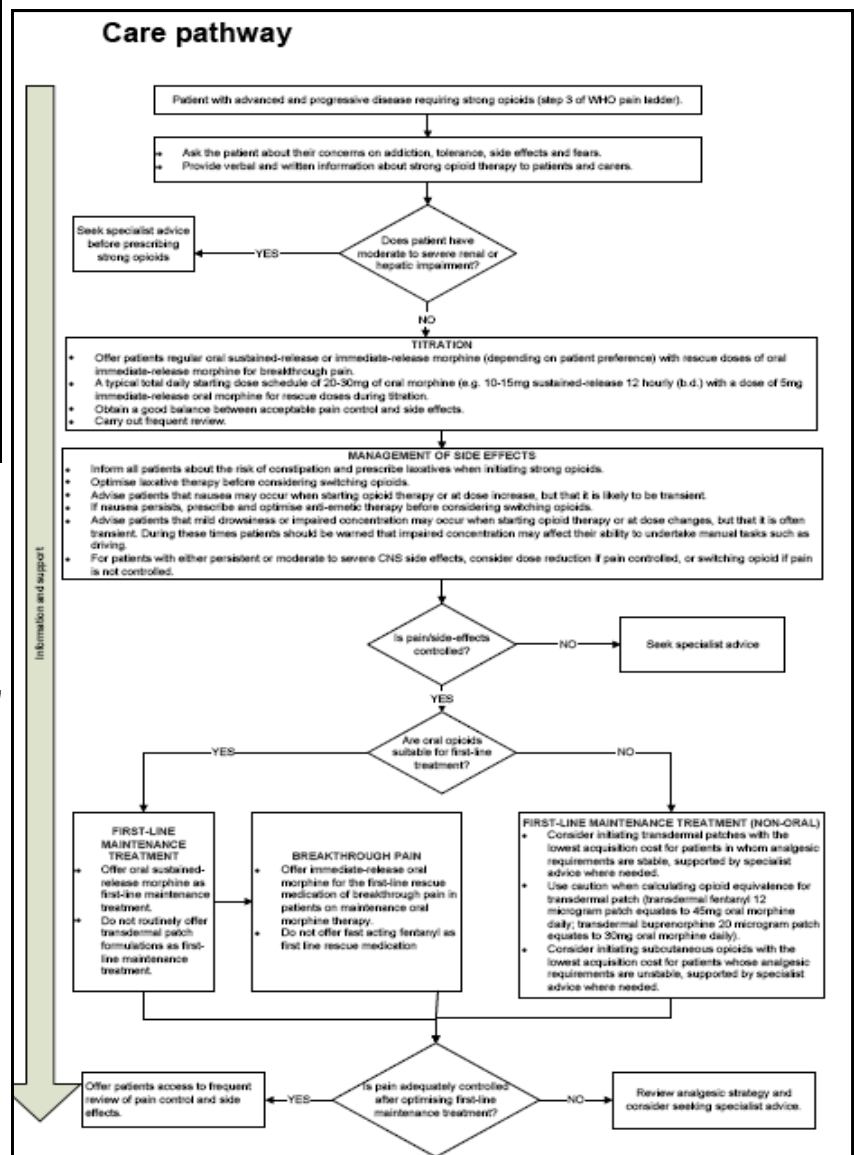 Care pathway
Patient with advanced and progressive disease requiring strong opioids (step 3 of WHO pain ladder).
• Ask the patient about their concerns on addiction, tolerance, side effects and fears.
• Provide verbal and written information about strong opioid therapy to patients and carers.
Does patient have
moderate to severe renal or
hepatic impairment?
YES
Seek specialist advice
before prescribing
strong opioids
NO
TITRATION
• Offer patients regular oral sustained-release or immediate-release morphine (depending on patient preference) with rescue doses of oral
immediate-release morphine for breakthrough pain.
• A typical total daily starting dose schedule of 20-30mg of oral morphine (e.g. 10-15mg sustained-release 12 hourly (b.d.) with a dose of 5mg
immediate-release oral morphine for rescue doses during titration.
• Obtain a good balance between acceptable pain control and side effects.
• Carry out frequent review.
MANAGEMENT OF SIDE EFFECTS
• Inform all patients about the risk of constipation and prescribe laxatives when initiating strong opioids.
• Optimise laxative therapy before considering switching opioids.
• Advise patients that nausea may occur when starting opioid therapy or at dose increase, but that it is likely to be transient.
• If nausea persists, prescribe and optimise anti-emetic therapy before considering switching opioids.
• Advise patients that mild drowsiness or impaired concentration may occur when starting opioid therapy or at dose changes, but that it is often
transient. During these times patients should be warned that impaired concentration may affect their ability to undertake manual tasks such as
driving.
• For patients with either persistent or moderate to severe CNS side effects, consider dose reduction if pain controlled, or switching opioid if pain
is not controlled.
Information and support
Is pain/side-effects
controlled?
NO
Seek specialist advice
YES
Are oral opioids
suitable for first-line
treatment?
YES
NO
FIRST-LINE
MAINTENANCE
TREATMENT
• Offer oral sustained-
release morphine as
first-line maintenance
treatment.
• Do not routinely offer
transdermal patch
formulations as first-
line maintenance
treatment.
BREAKTHROUGH PAIN
• Offer immediate-release oral
morphine for the first-line rescue
medication of breakthrough pain in
patients on maintenance oral
morphine therapy.
• Do not offer fast acting fentanyl as
first line rescue medication
FIRST-LINE MAINTENANCE TREATMENT (NON-ORAL)
• Consider initiating transdermal patches with the
lowest acquisition cost for patients in whom analgesic
requirements are stable, supported by specialist
advice where needed.
• Use caution when calculating opioid equivalence for
transdermal patch (transdermal fentanyl 12
microgram patch equates to 45mg oral morphine
daily; transdermal buprenorphine 20 microgram patch
equates to 30mg oral morphine daily).
• Consider initiating subcutaneous opioids with the
lowest acquisition cost for patients whose analgesic
requirements are unstable, supported by specialist
advice where needed.
Is pain adequately controlled
after optimising first-line
maintenance treatment?
YES
Offer patients access to frequent
review of pain control and side
effects.
NO
Review analgesic strategy and
consider seeking specialist advice.